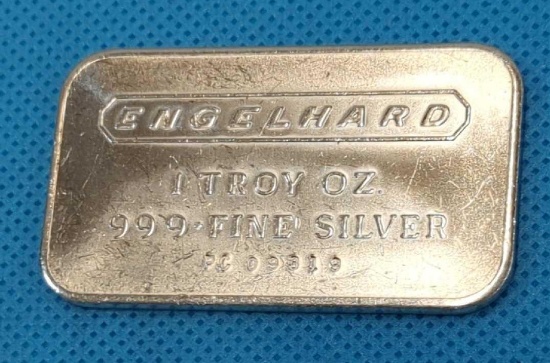 ENGELHARD
1 TROY OZ.
999+FINE SILVER